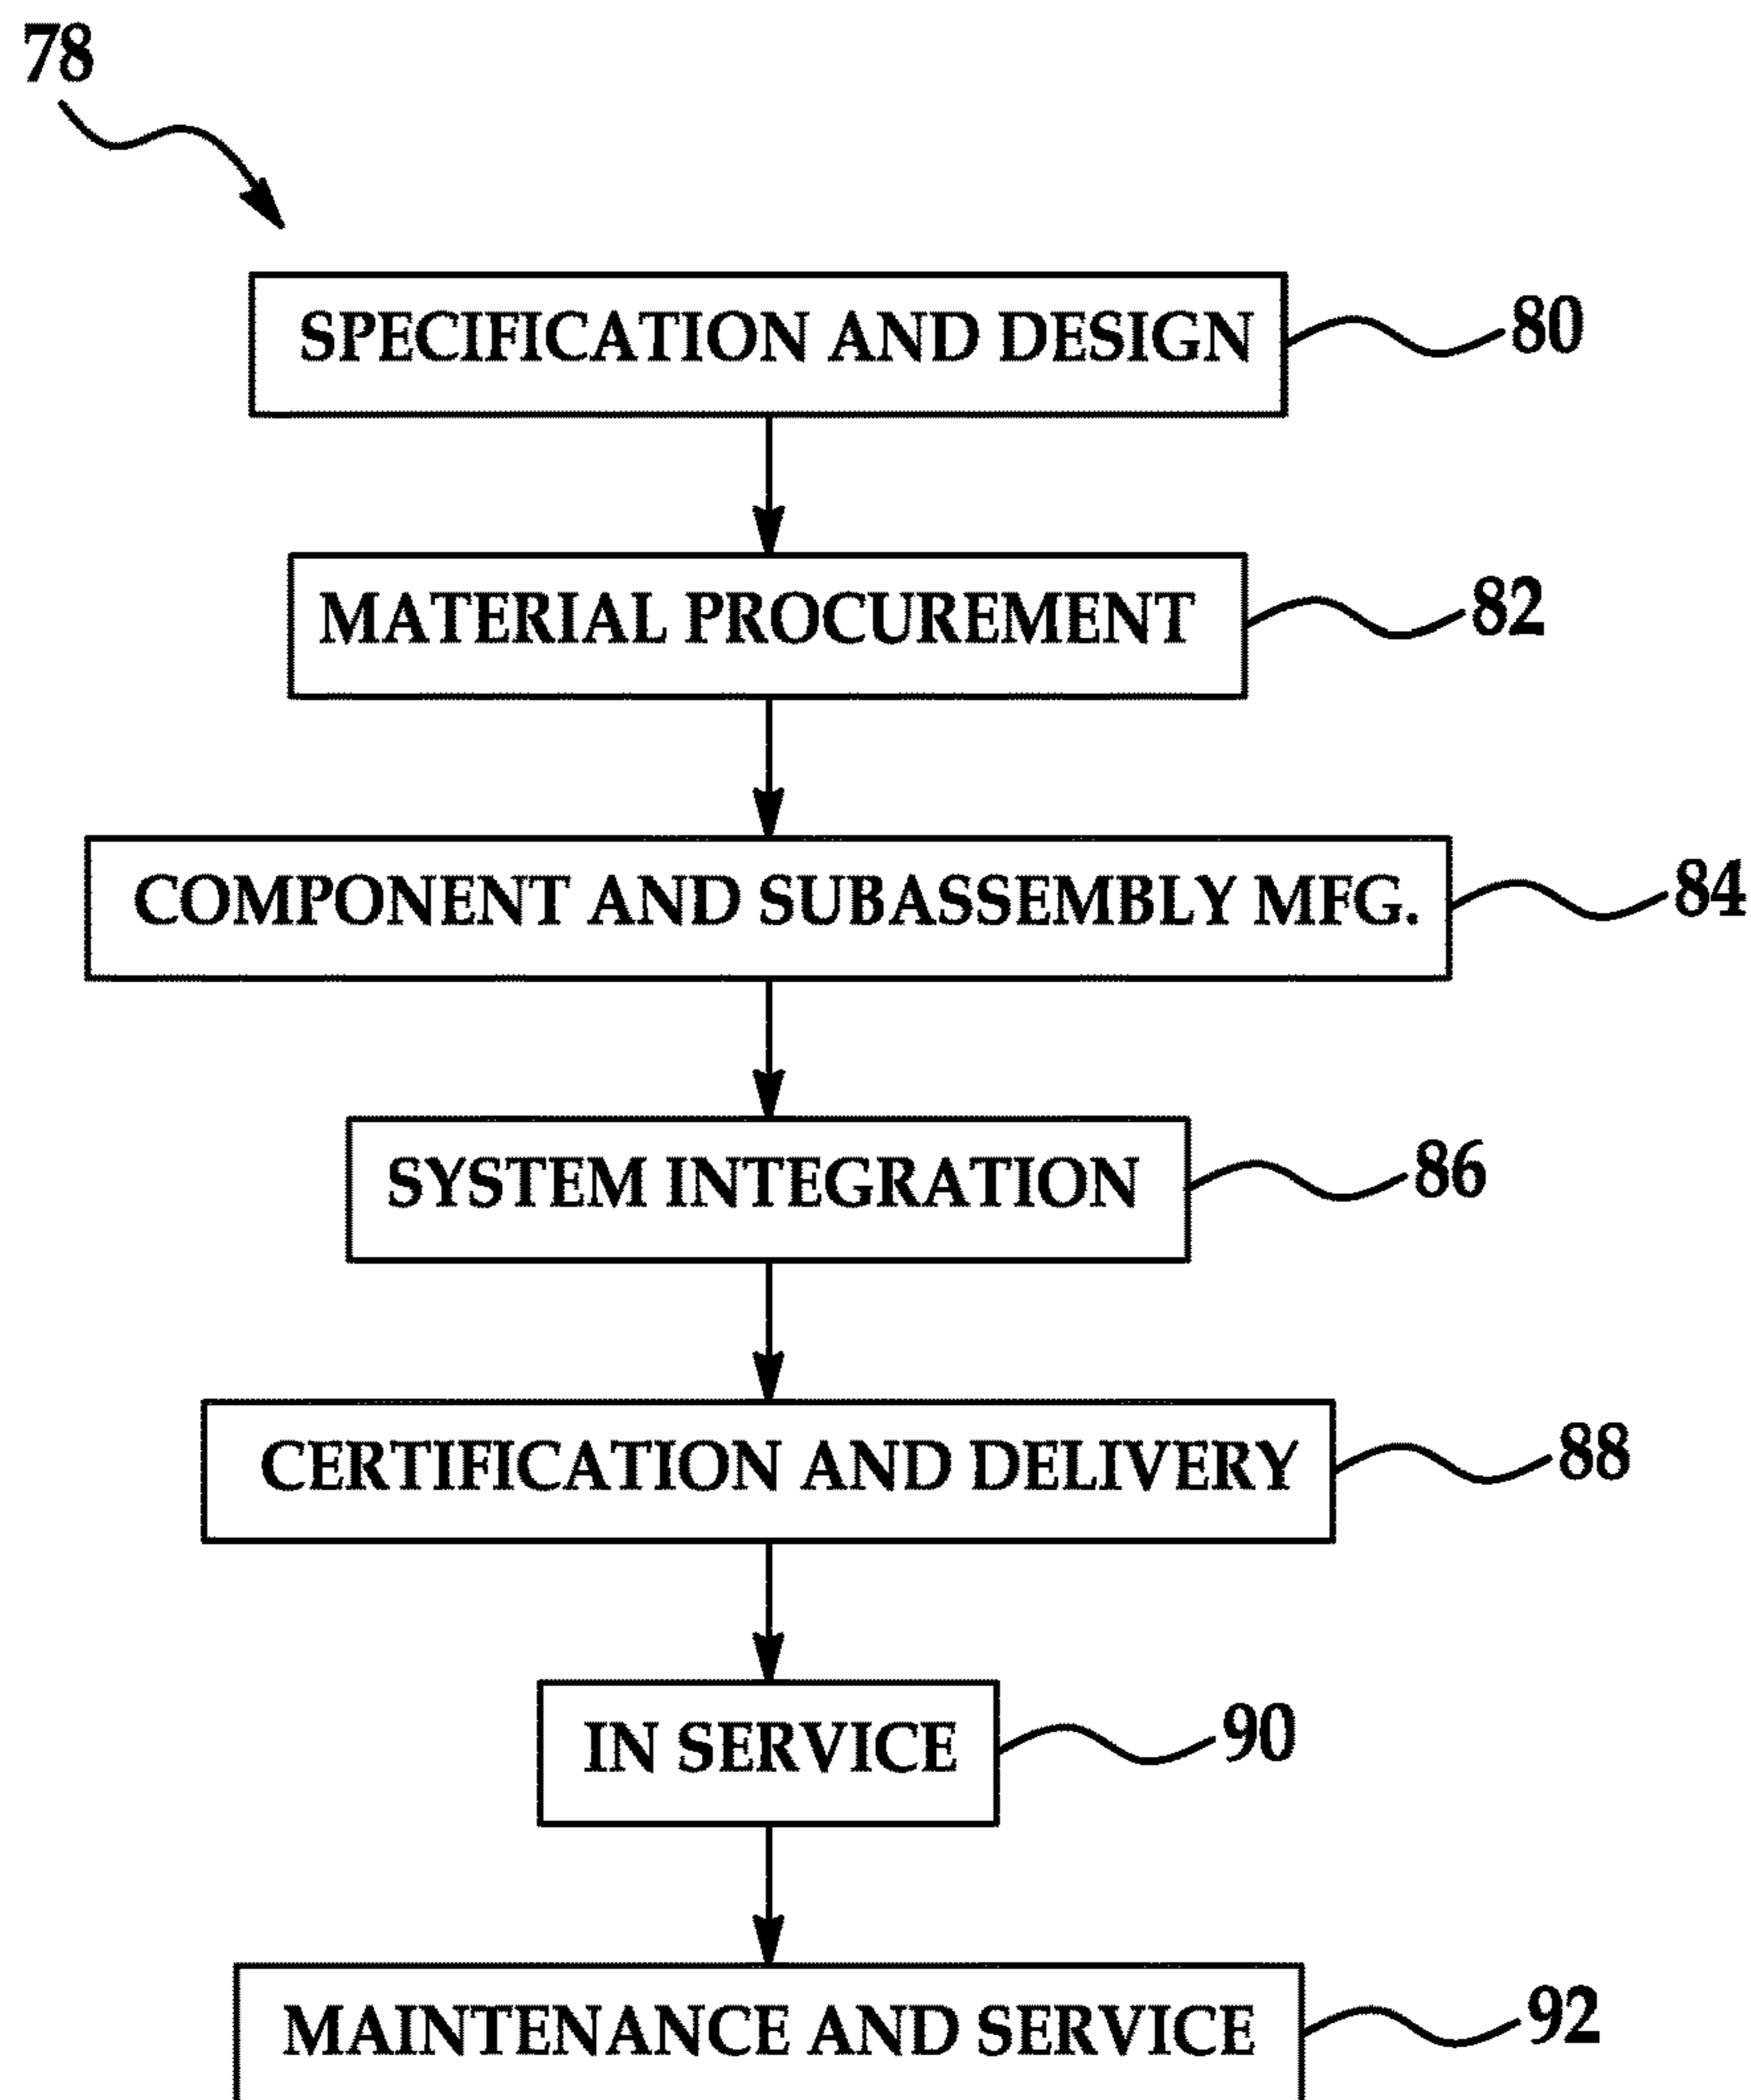 78
SPECIFICATION AND DESIGN 80
MATERIAL PROCUREMENT 82
COMPONENT AND SUBASSEMBLY MFG. 84
SYSTEM INTEGRATION 86
CERTIFICATION AND DELIVERY 88
IN SERVICE 90
MAINTENANCE AND SERVICE 92